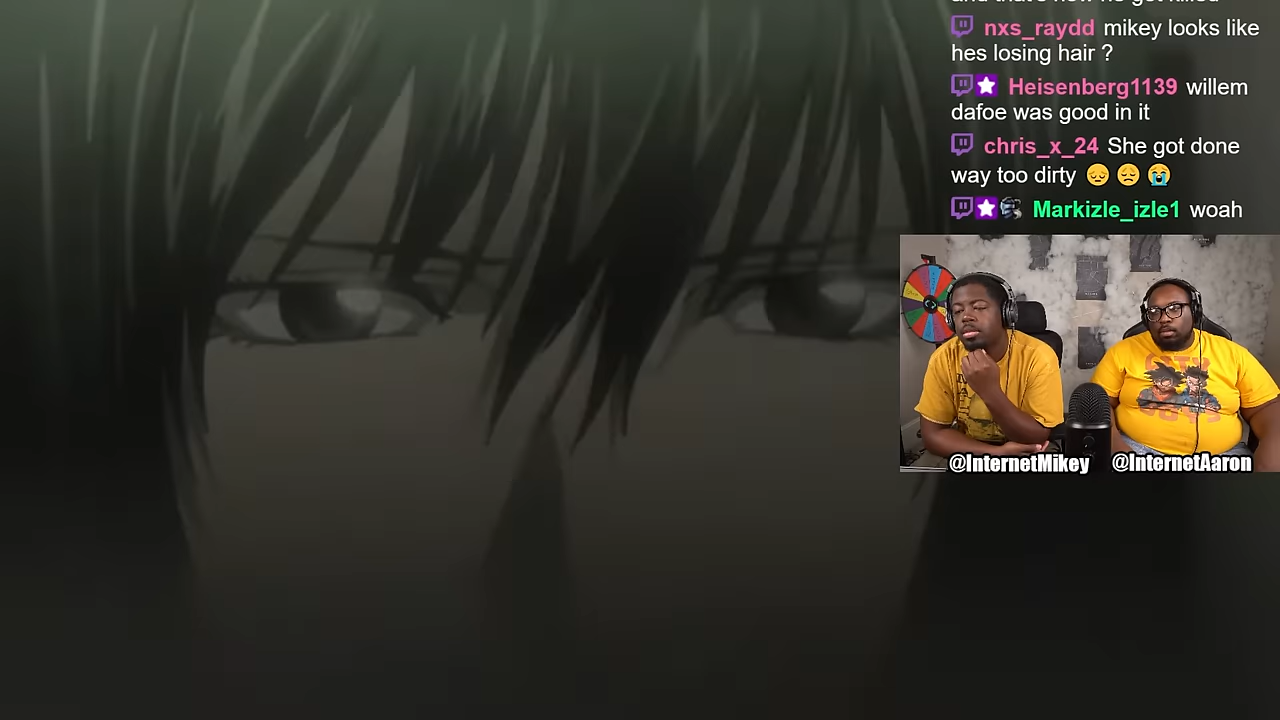 nxs_raydd mikey looks like
hes losing hair ?
Heisenberg1139 willem
dafoe was good in it
chris_x_24 She got done
way too dirty 😔 😞 😭
Markizle_izle1 woah
@InternetMikey
@InternetAaron